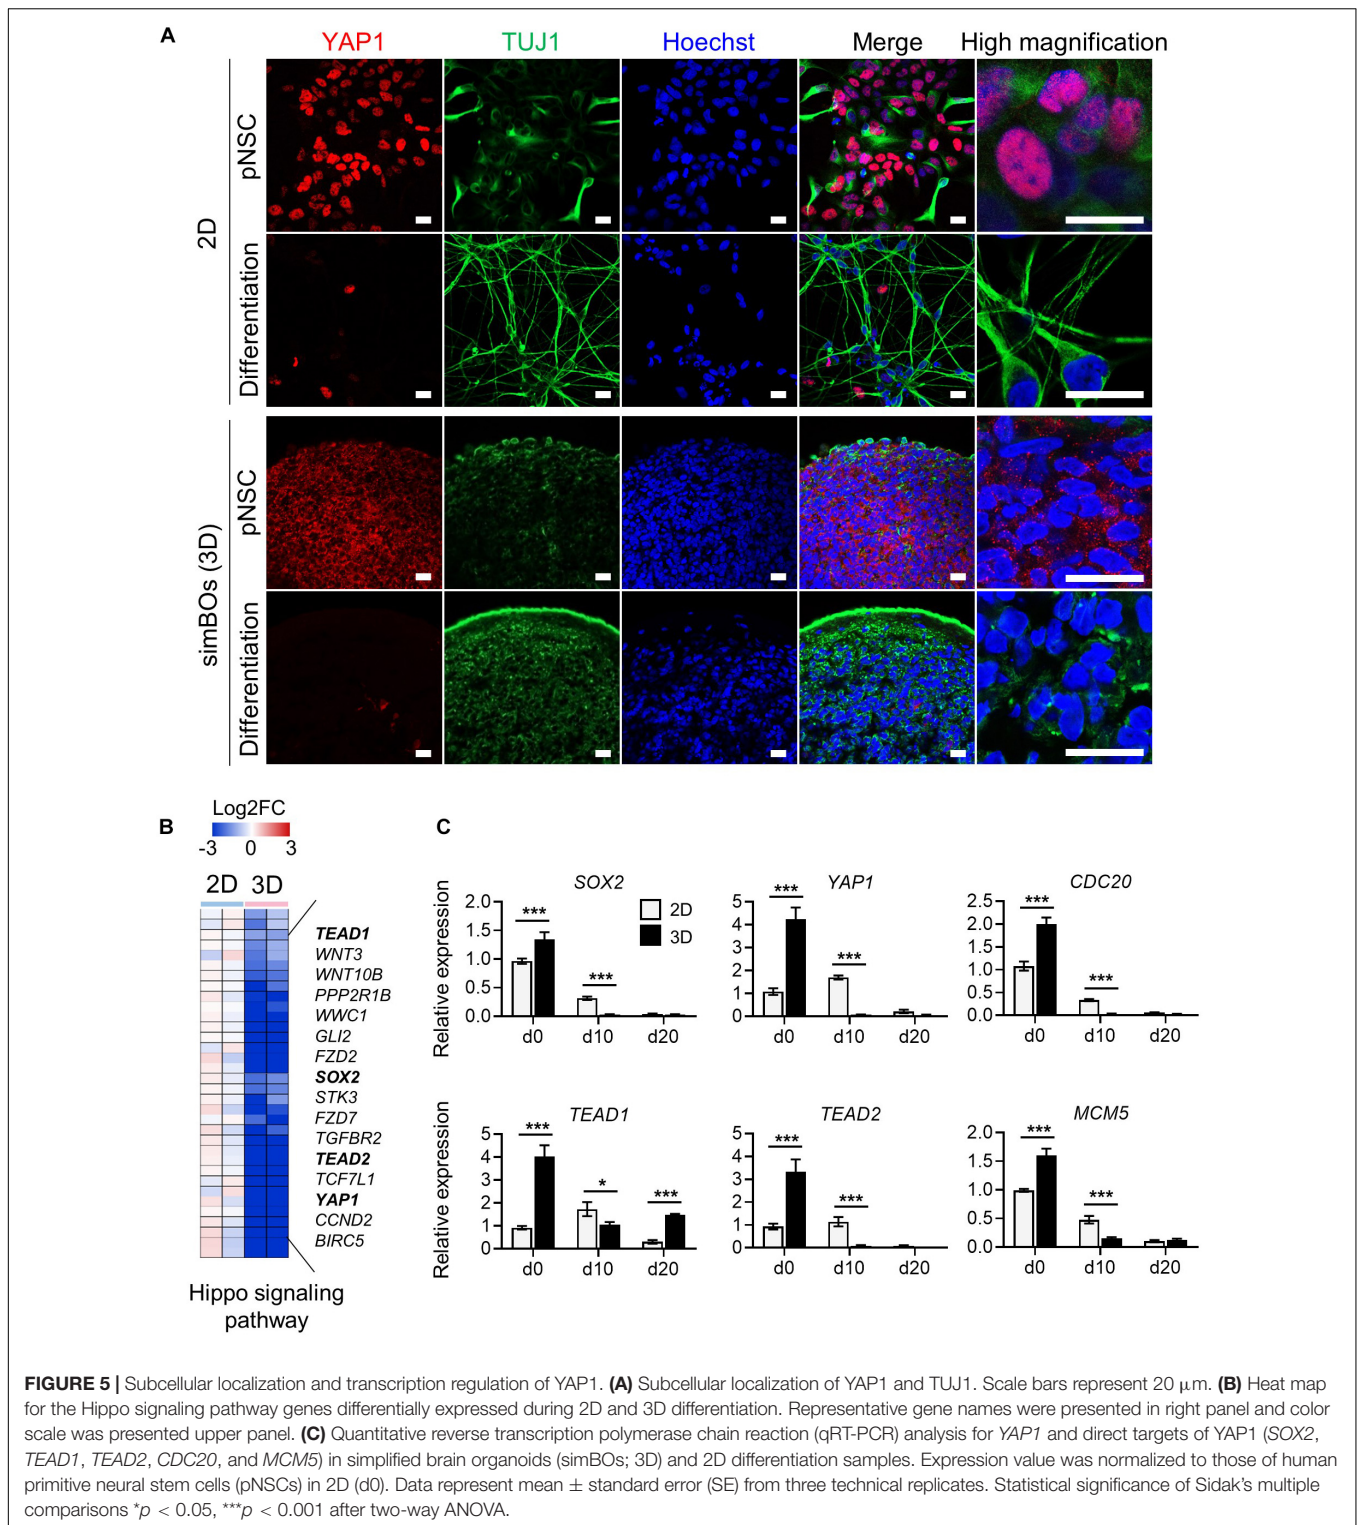 A
YAP1 TUJ1 Hoechst Merge High magnification
2D
pNSC
Differentiation
simBOs (3D)
pNSC
Differentiation
B
Log2FC
-3 0 3
2D 3D
TEAD1
WNT3
WNT10B
PPP2R1B
WWC1
GLI2
FZD2
SOX2
STK3
FZD7
TGFBR2
TEAD2
TCF7L1
YAP1
CCND2
BIRC5
Hippo signaling
pathway
C
Relative expression
SOX2
2.0
1.5
1.0
0.5
0.0
***
***
2D
3D
d0 d10 d20
YAP1
5
4
3
2
1
0
***
***
d0 d10 d20
CDC20
2.5
2.0
1.5
1.0
0.5
0.0
***
***
d0 d10 d20
Relative expression
TEAD1
5
4
3
2
1
0
***
*
***
d0 d10 d20
TEAD2
5
4
3
2
1
0
***
***
d0 d10 d20
MCM5
2.0
1.5
1.0
0.5
0.0
***
***
d0 d10 d20
FIGURE 5 | Subcellular localization and transcription regulation of YAP1. (A) Subcellular localization of YAP1 and TUJ1. Scale bars represent 20 μm. (B) Heat map
for the Hippo signaling pathway genes differentially expressed during 2D and 3D differentiation. Representative gene names were presented in right panel and color
scale was presented upper panel. (C) Quantitative reverse transcription polymerase chain reaction (qRT-PCR) analysis for YAP1 and direct targets of YAP1 (SOX2,
TEAD1, TEAD2, CDC20, and MCM5) in simplified brain organoids (simBOs; 3D) and 2D differentiation samples. Expression value was normalized to those of human
primitive neural stem cells (pNSCs) in 2D (d0). Data represent mean ± standard error (SE) from three technical replicates. Statistical significance of Sidak's multiple
comparisons *p < 0.05, ***p < 0.001 after two-way ANOVA.